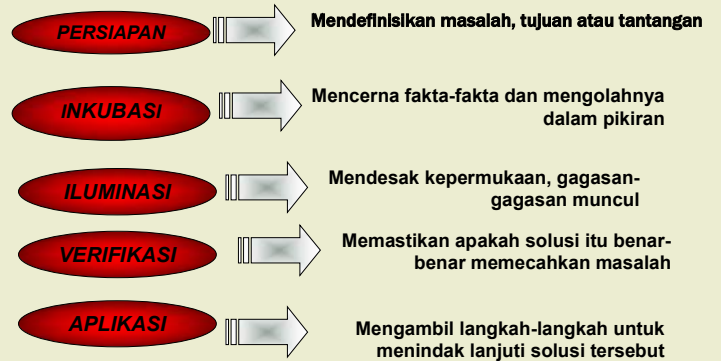 PERSIAPAN
Mendefinisikan masalah, tujuan atau tantangan
INKUBASI
Mencerna fakta-fakta dan mengolahnya
dalam pikiran
ILUMINASI
Mendesak kepermukaan, gagasan-
gagasan muncul
VERIFIKASI
Memastikan apakah solusi itu benar-
benar memecahkan masalah
APLIKASI
Mengambil langkah-langkah untuk
menindak lanjuti solusi tersebut